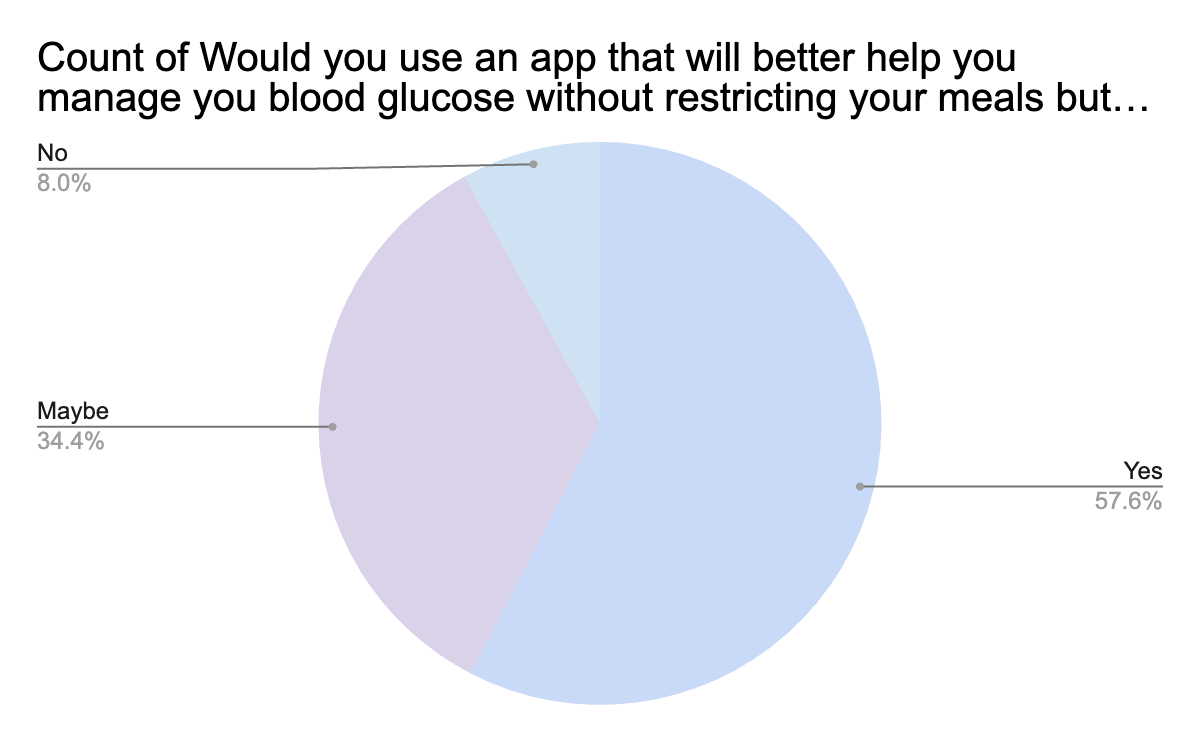 Count of Would you use an app that will better help you
manage you blood glucose without restricting your meals but…
No
8.0%
Maybe
34.4%
Yes
57.6%